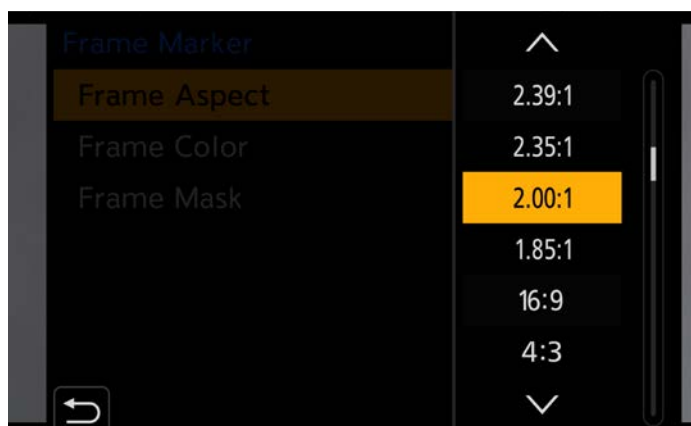 Frame Marker
Frame Aspect
Frame Color
Frame Mask
2.39:1
2.35:1
2.00:1
1.85:1
16:9
4:3